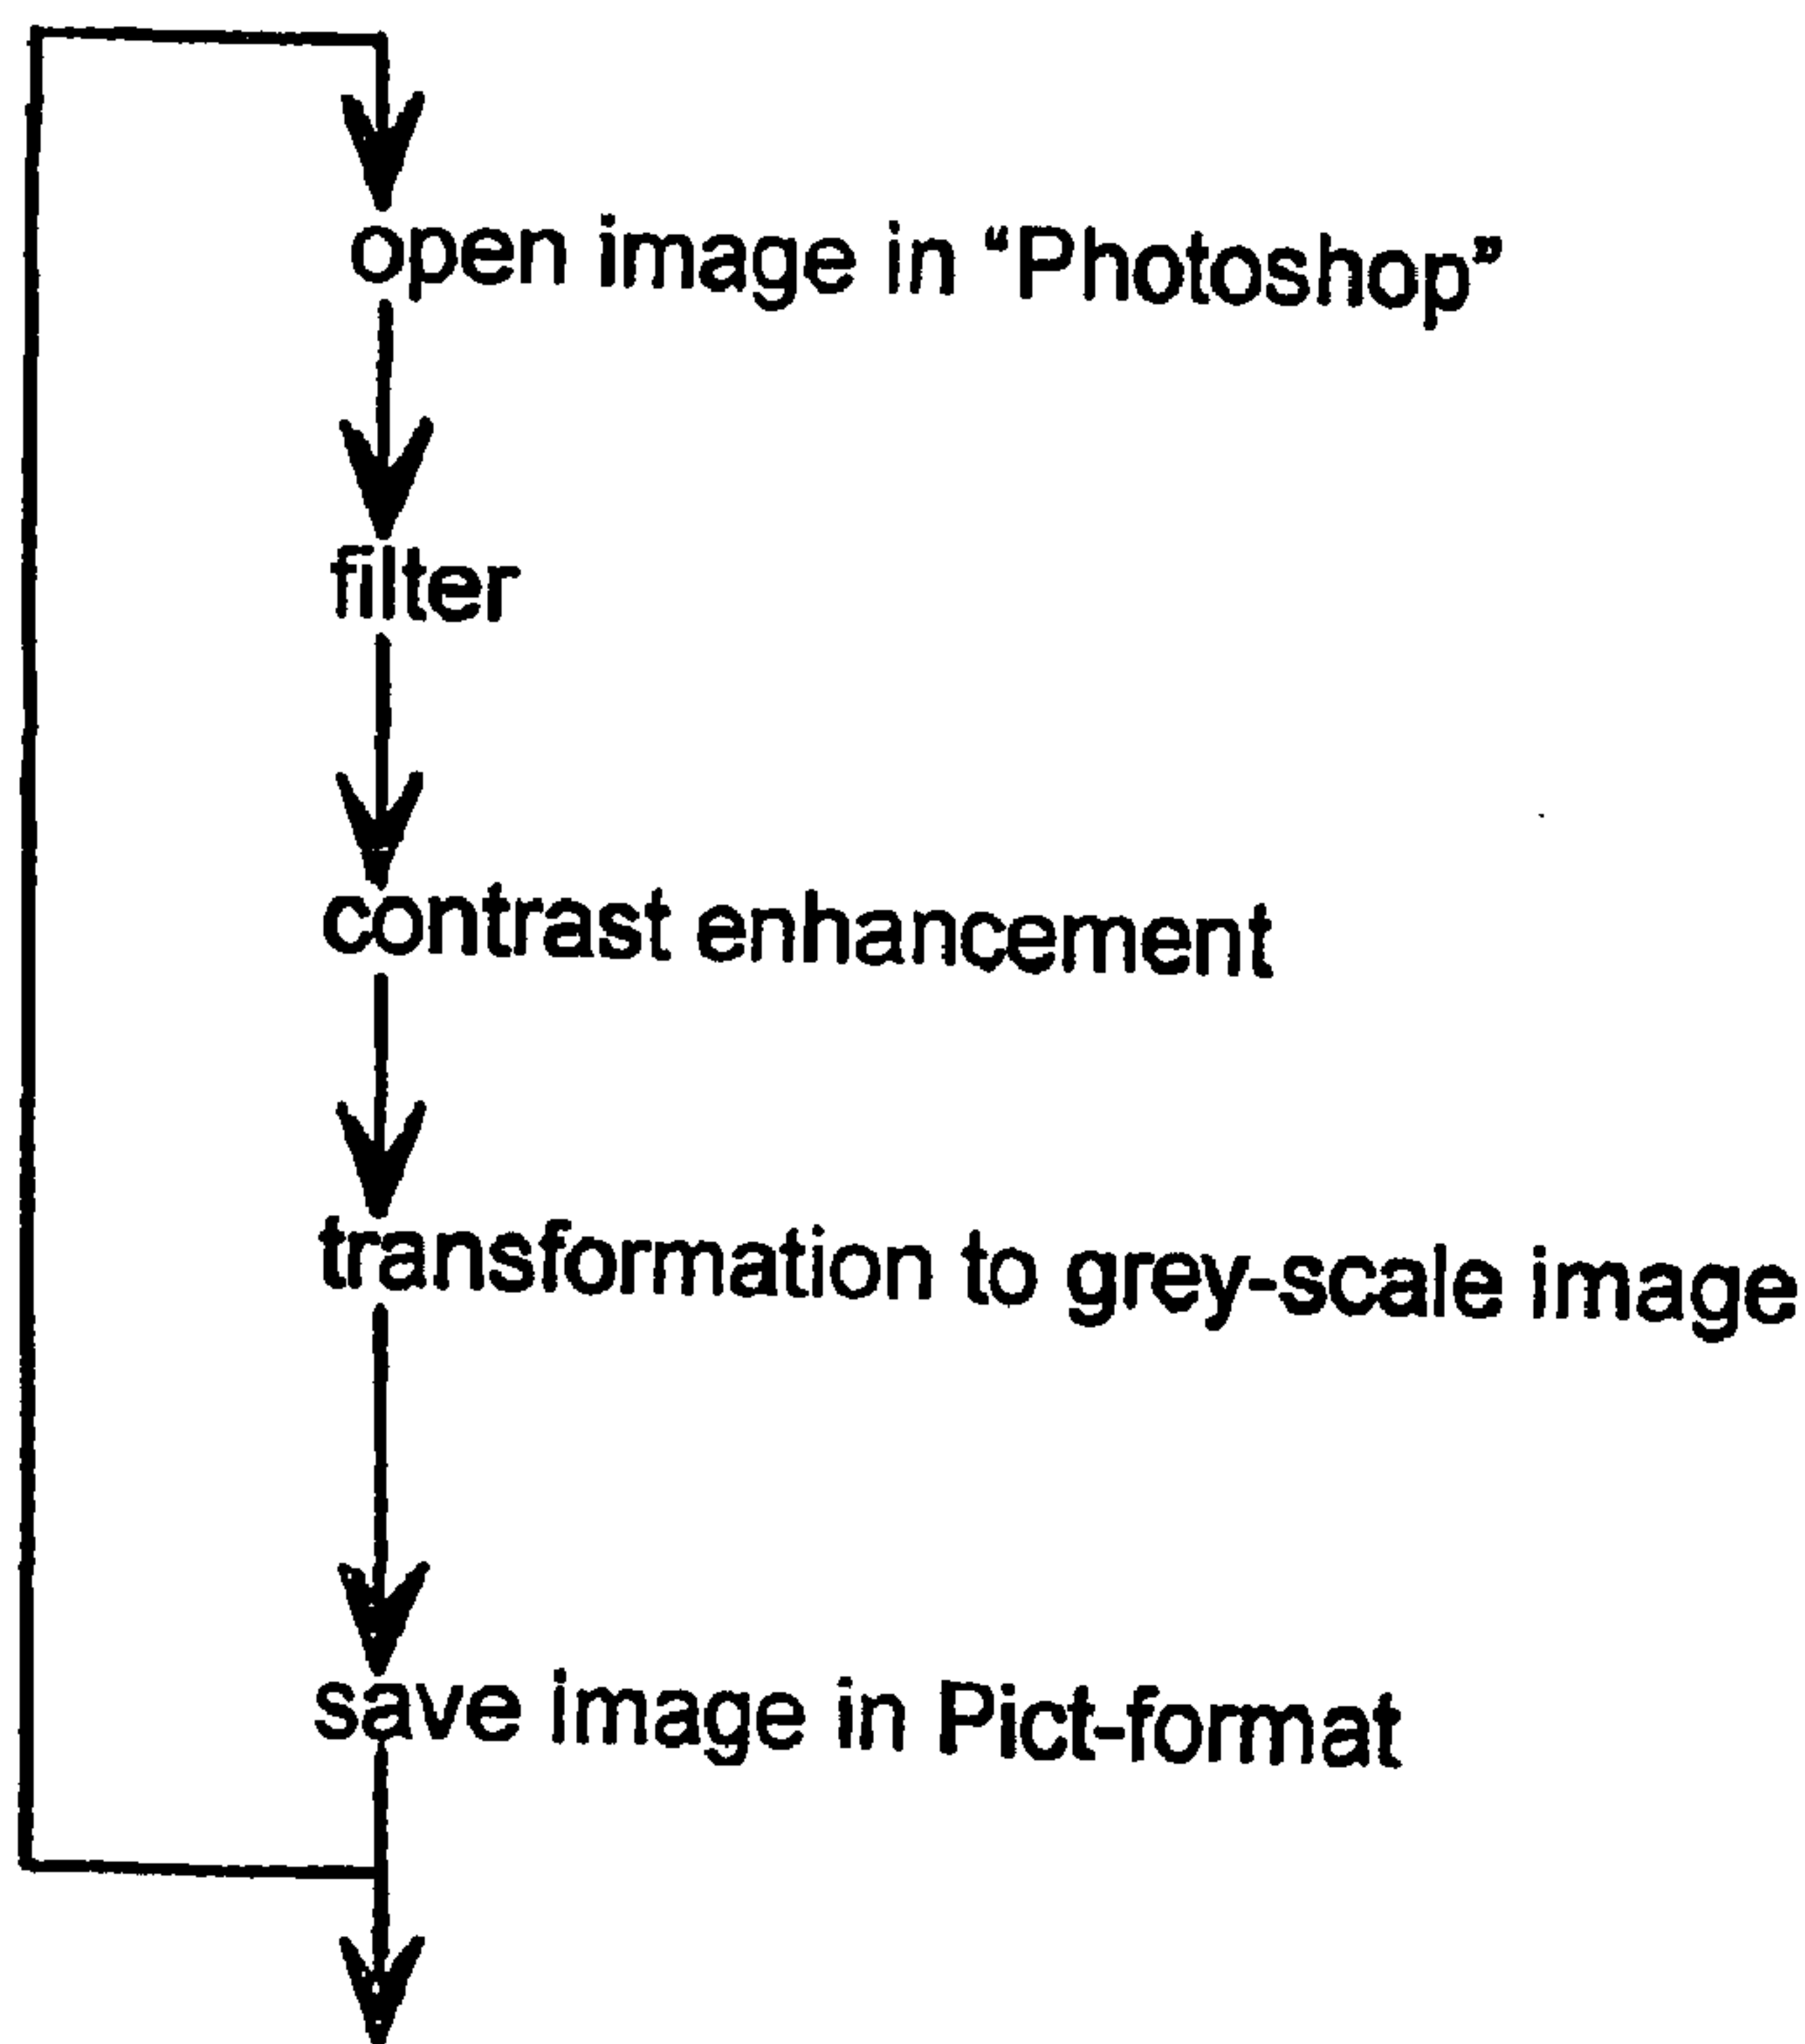 open image in “Photoshop”
filter
contrast enhancement
transformation to grey-scale image
save image in Pict-format